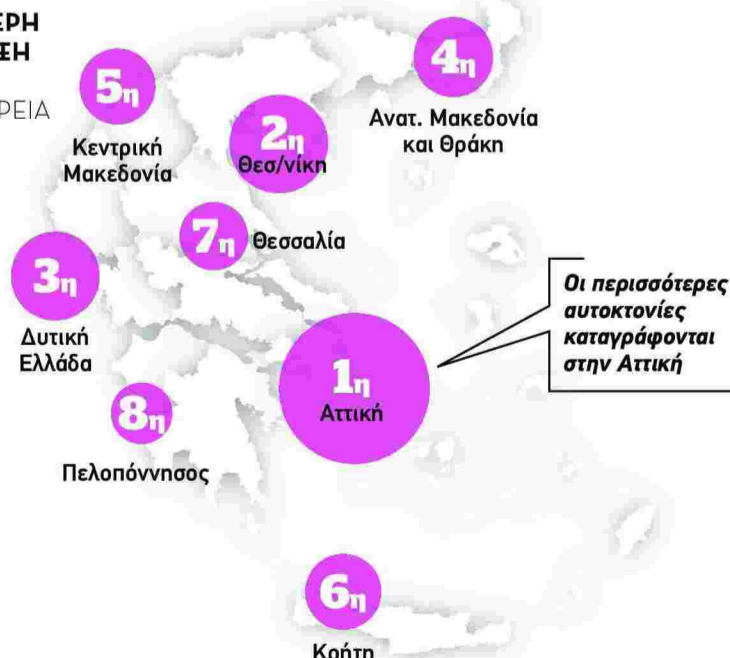 5η
Κεντρική
Μακεδονία
4η
Ανατ. Μακεδονία
και Θράκη
2η
Θεσ/νίκη
7η Θεσσαλία
3η
Δυτική
Ελλάδα
Οι περισσότερες
αυτοκτονίες
καταγράφονται
στην Αττική
1η
Αττική
8η
Πελοπόννησος
6η
Κρήτη